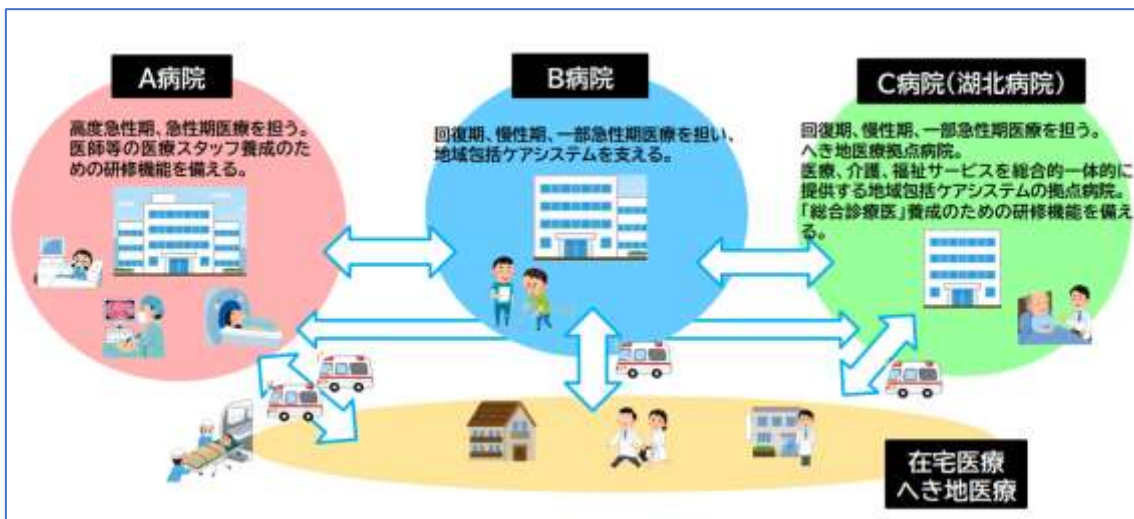 A病院
高度急性期、急性期医療を担う。
医師等の医療スタッフ養成のた
めの研修機能を備える。
B病院
回復期、慢性期、一部急性期医療を担い、
地域包括ケアシステムを支える。
C病院(湖北病院)
回復期、慢性期、一部急性期医療を担う。
へき地医療拠点病院。
医療、介護、福祉サービスを総合的一体的に
提供する地域包括ケアシステムの拠点病院。
「総合診療医」養成のための研修機能を備え
る。
在宅医療
へき地医療